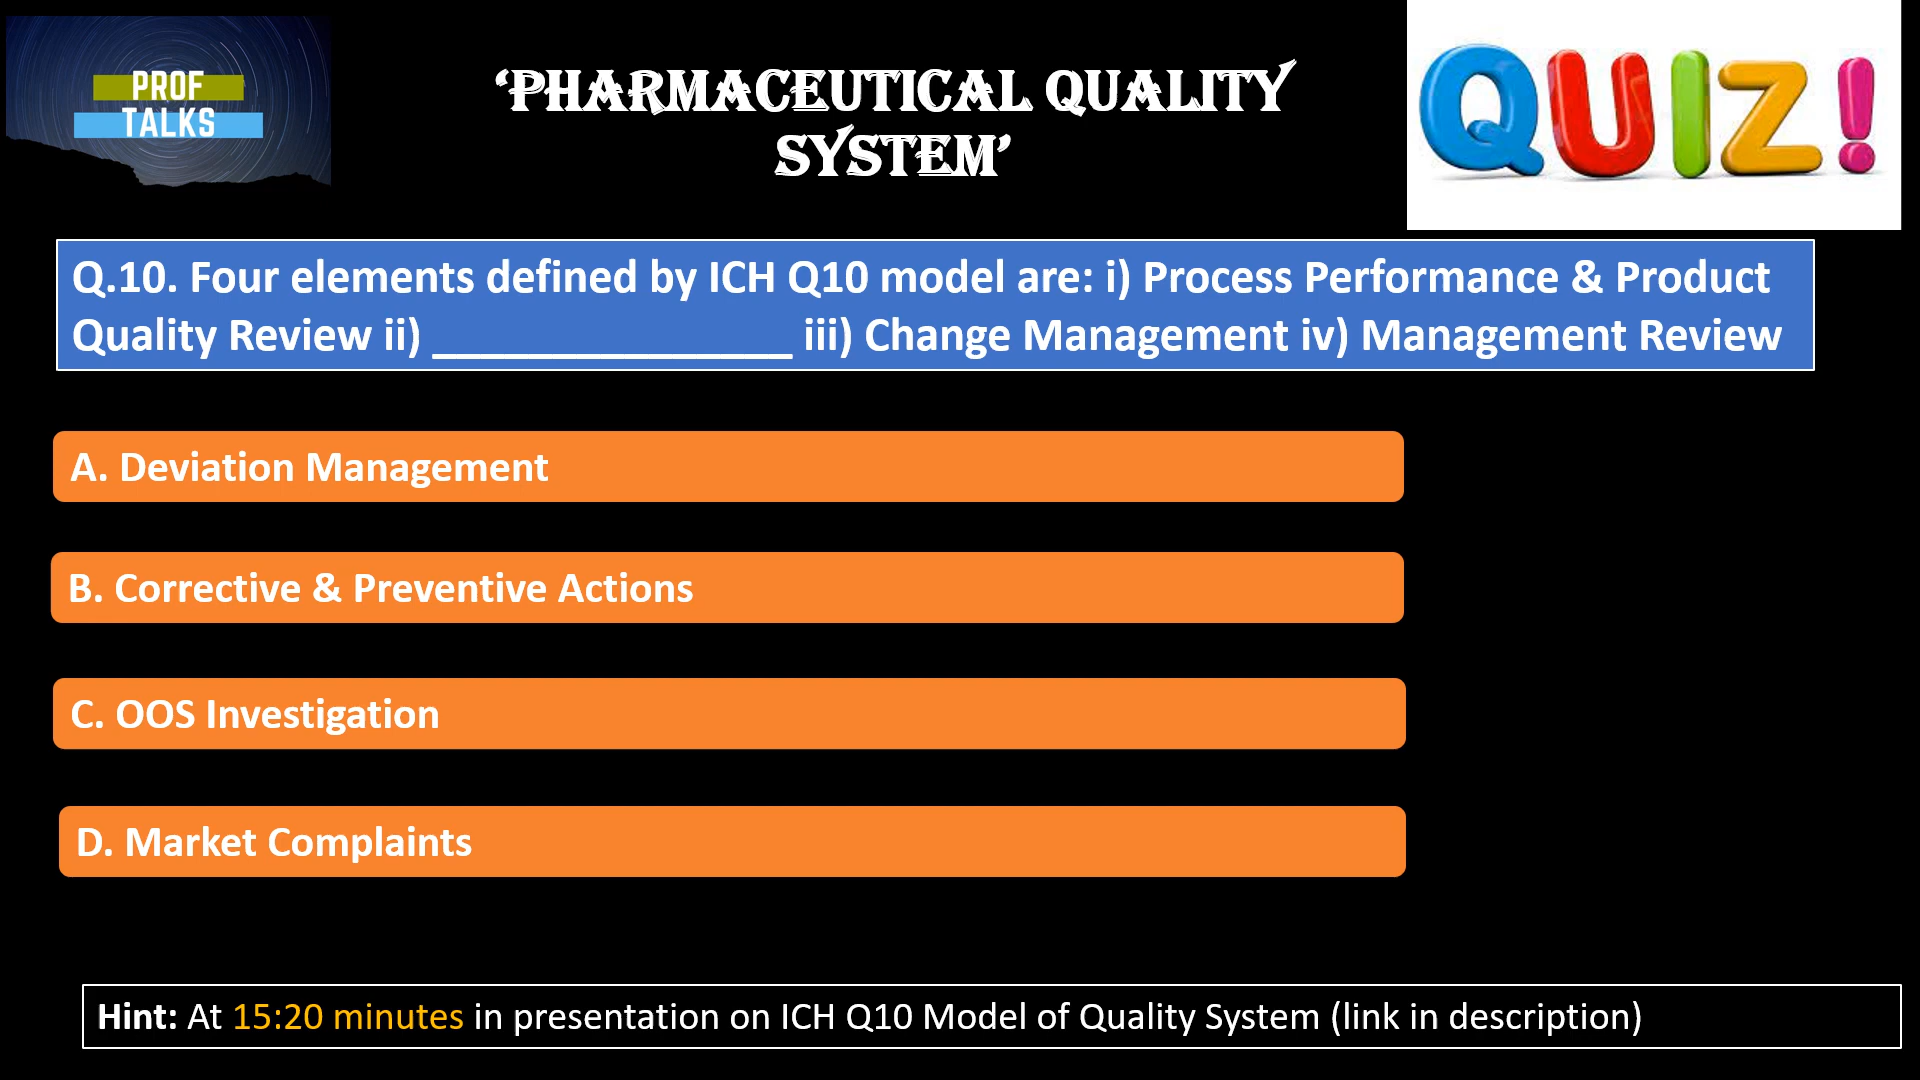 PROF
TALKS
‘PHARMACEUTICAL QUALITY
SYSTEM’
QUIZ!
Q.10. Four elements defined by ICH Q10 model are: i) Process Performance & Product
Quality Review ii) _______________ iii) Change Management iv) Management Review
A. Deviation Management
B. Corrective & Preventive Actions
C. OOS Investigation
D. Market Complaints
Hint: At 15:20 minutes in presentation on ICH Q10 Model of Quality System (link in description)